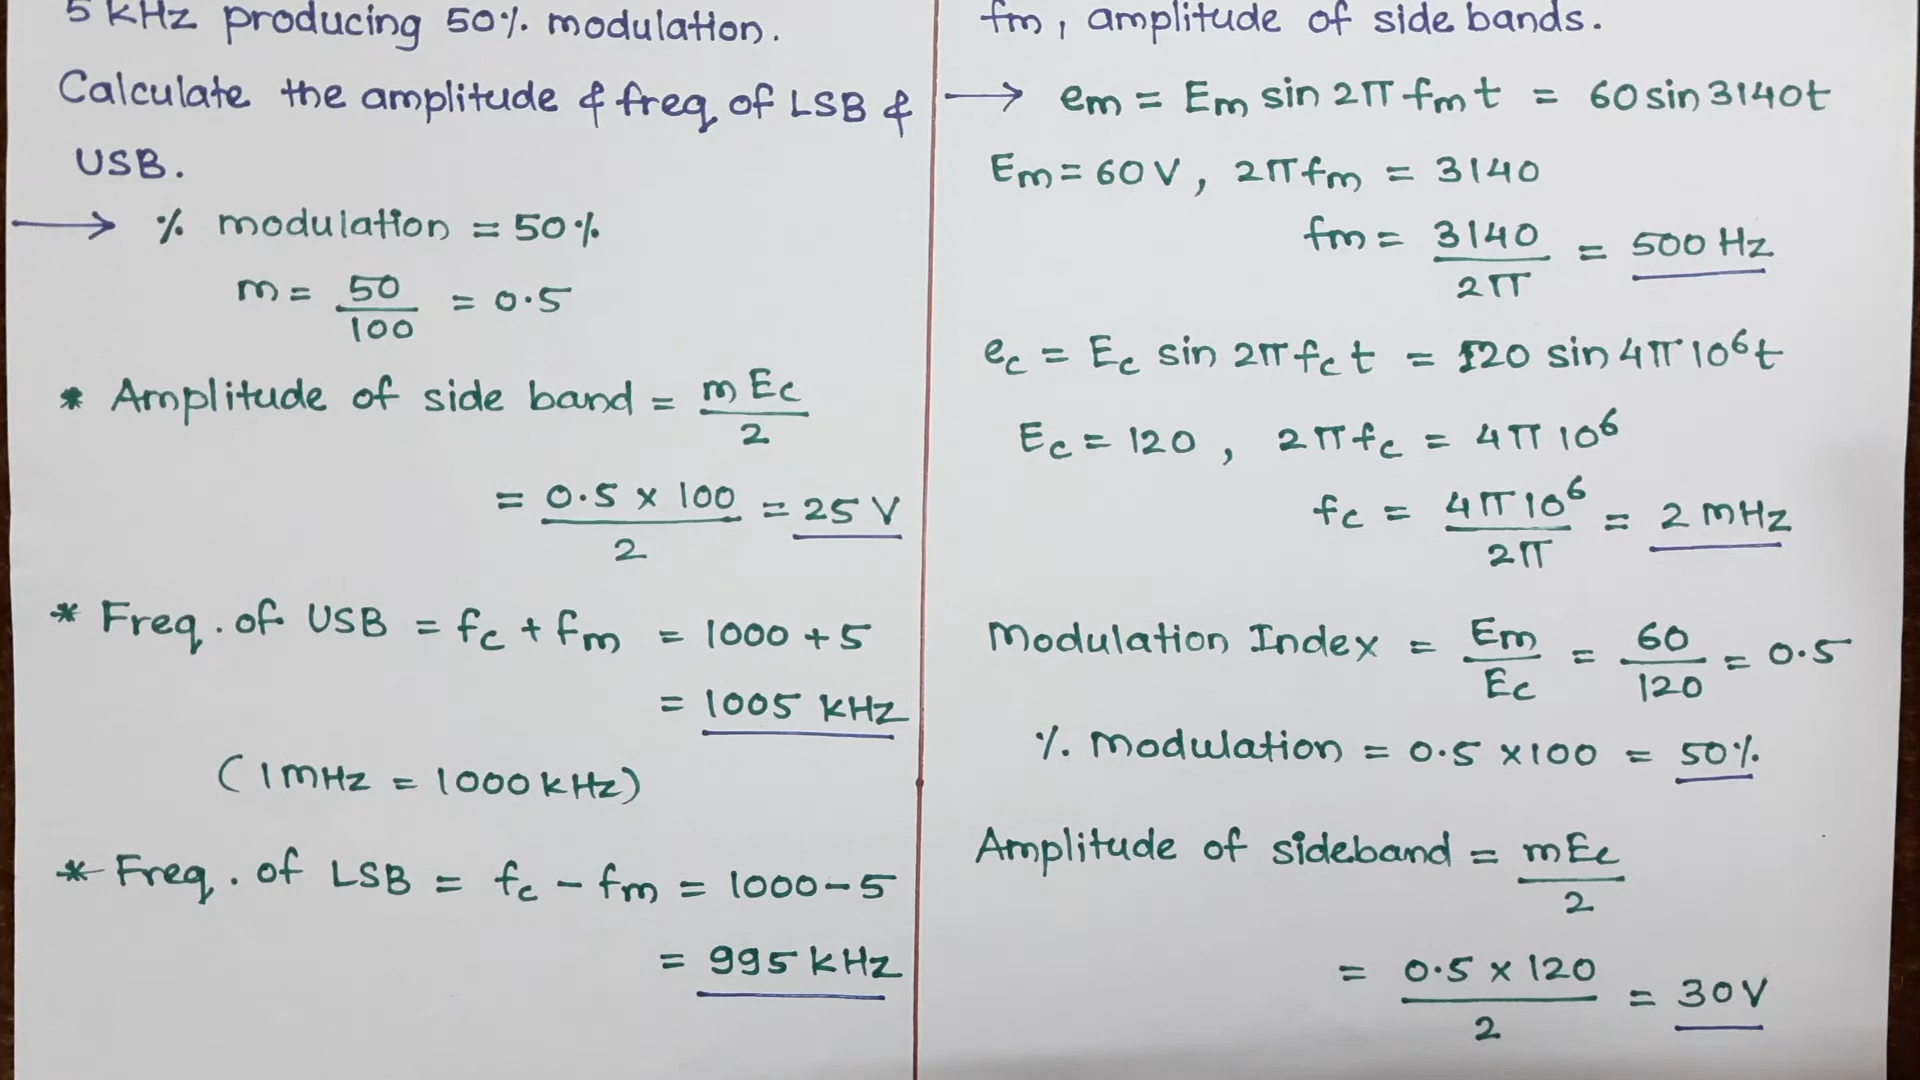 5 kHz producing 50% modulation.
Calculate the amplitude & freq. of LSB &
USB.
→ % modulation = 50%
m = 50/100 = 0.5
* Amplitude of side band = mEc/2
= 0.5 x 100/2 = 25 V
* Freq. of USB = fc + fm = 1000 + 5
= 1005 kHz
(1 MHz = 1000 kHz)
* Freq. of LSB = fc - fm = 1000 - 5
= 995 kHz
fm, amplitude of side bands.
→ em = Em sin 2π fm t = 60 sin 3140t
Em = 60 V, 2π fm = 3140
fm = 3140/2π = 500 Hz
ec = Ec sin 2π fc t = 120 sin 4π 10⁶t
Ec = 120, 2π fc = 4π 10⁶
fc = 4π 10⁶/2π = 2 MHz
Modulation Index = Em/Ec = 60/120 = 0.5
% modulation = 0.5 x 100 = 50%
Amplitude of sideband = mEc/2
= 0.5 x 120/2 = 30 V